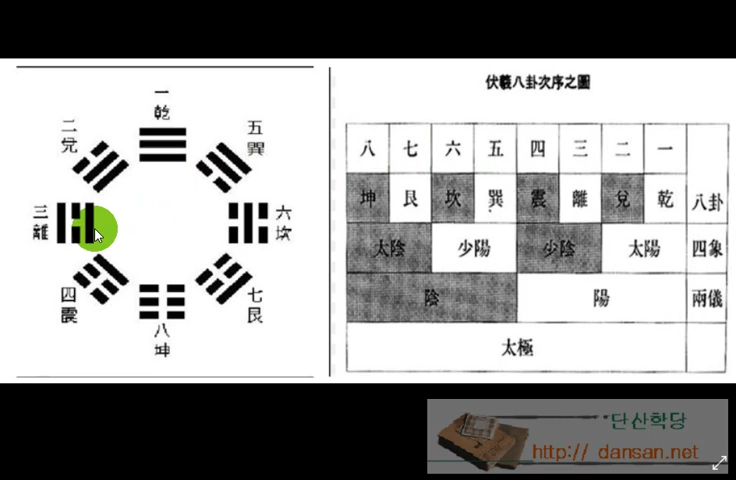 一
乾
二
兌
五
巽
三
離
六
坎
四
震
七
艮
八
坤
伏羲八卦次序之圖
八 七 六 五 四 三 二 一
坤 艮 坎 巽 震 離 兌 乾 八卦
太陰 少陽 少陰 太陽 四象
陰 陽 兩儀
太極
단산학당
http:// dansan.net